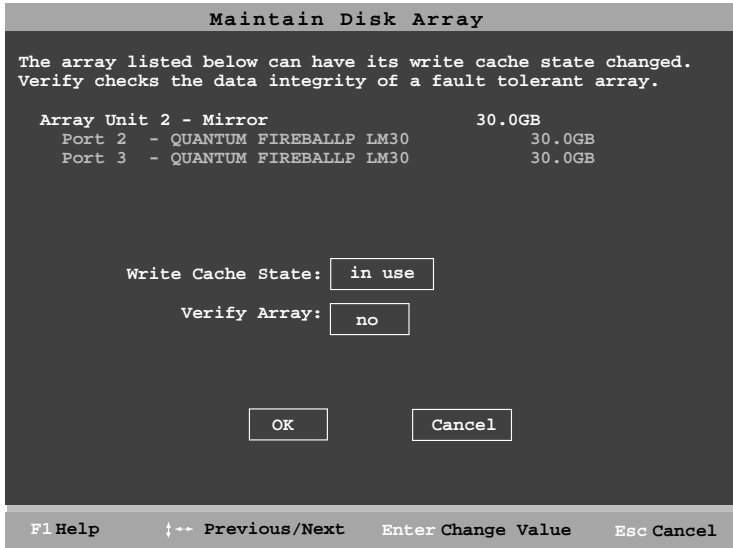 Maintain Disk Array
The array listed below can have its write cache state changed.
Verify checks the data integrity of a fault tolerant array.
Array Unit 2 - Mirror 30.0GB
Port 2 - QUANTUM FIREBALLP LM30 30.0GB
Port 3 - QUANTUM FIREBALLP LM30 30.0GB
Write Cache State: in use
Verify Array: no
OK Cancel
F1 Help Previous/Next Enter Change Value Esc Cancel